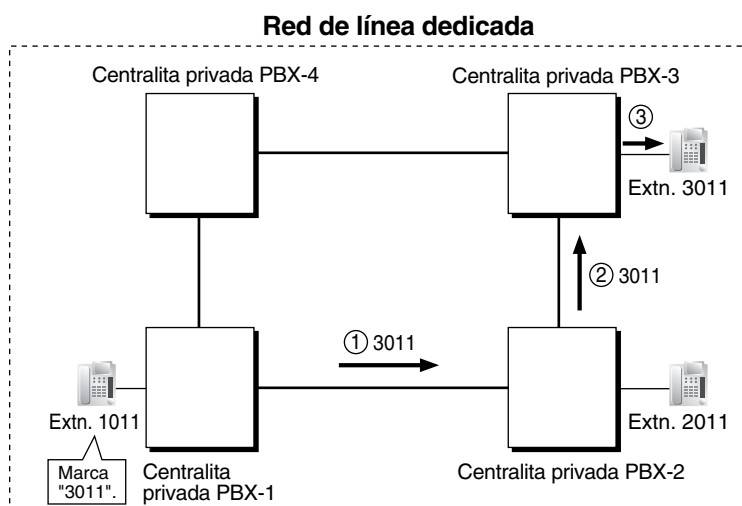 Red de línea dedicada
Centralita privada PBX-4
Centralita privada PBX-3
③
Extn. 3011
② 3011
① 3011
Extn. 1011
Extn. 2011
Marca
"3011".
Centralita
privada PBX-1
Centralita privada PBX-2